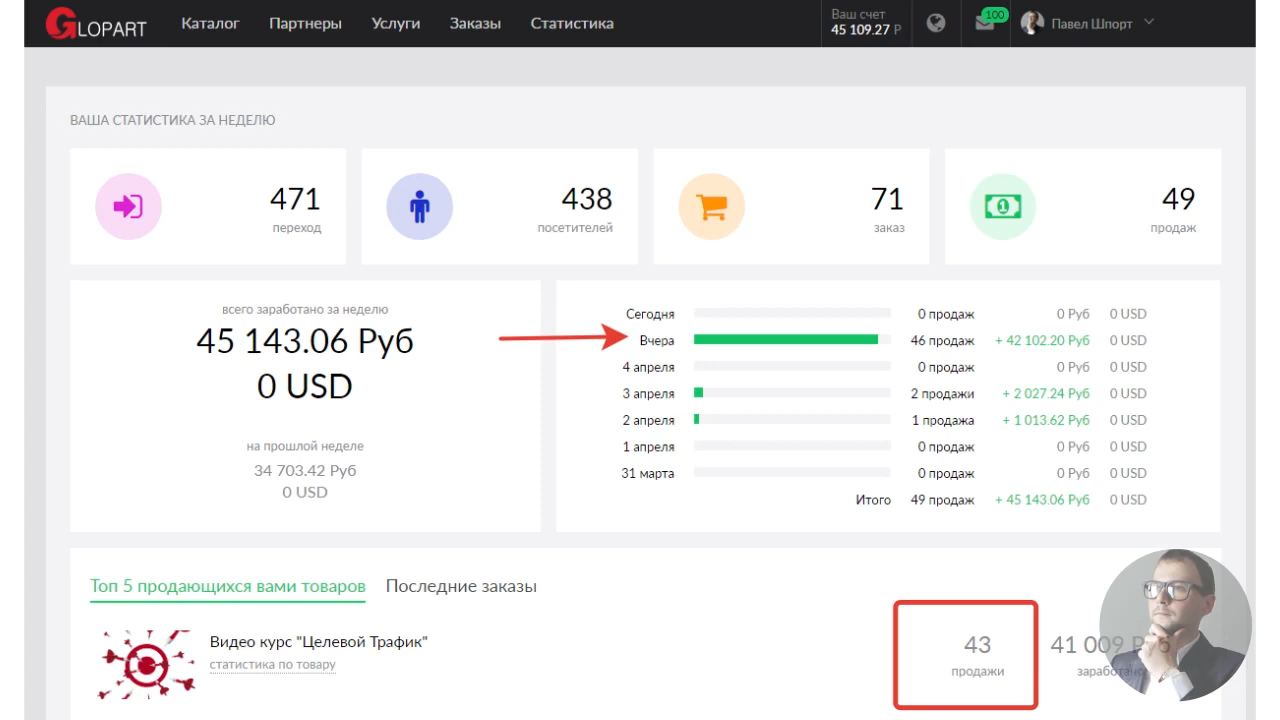 GLOPART
Каталог Партнеры Услуги Заказы Статистика
Ваш счет
45 109.27 Р
100
Павел Шпорт
ВАША СТАТИСТИКА ЗА НЕДЕЛЮ
471
переход
438
посетителей
71
заказ
49
продаж
всего заработано за неделю
45 143.06 Руб
0 USD
на прошлой неделе
34 703.42 Руб
0 USD
Сегодня 0 продаж 0 Руб 0 USD
Вчера 46 продаж + 42 102.20 Руб 0 USD
4 апреля 0 продаж 0 Руб 0 USD
3 апреля 2 продажи + 2 027.24 Руб 0 USD
2 апреля 1 продажа + 1 013.62 Руб 0 USD
1 апреля 0 продаж 0 Руб 0 USD
31 марта 0 продаж 0 Руб 0 USD
Итого 49 продаж + 45 143.06 Руб 0 USD
Топ 5 продающихся вами товаров Последние заказы
Видео курс "Целевой Трафик"
статистика по товару
43
продажи
41 009 Руб
заработано